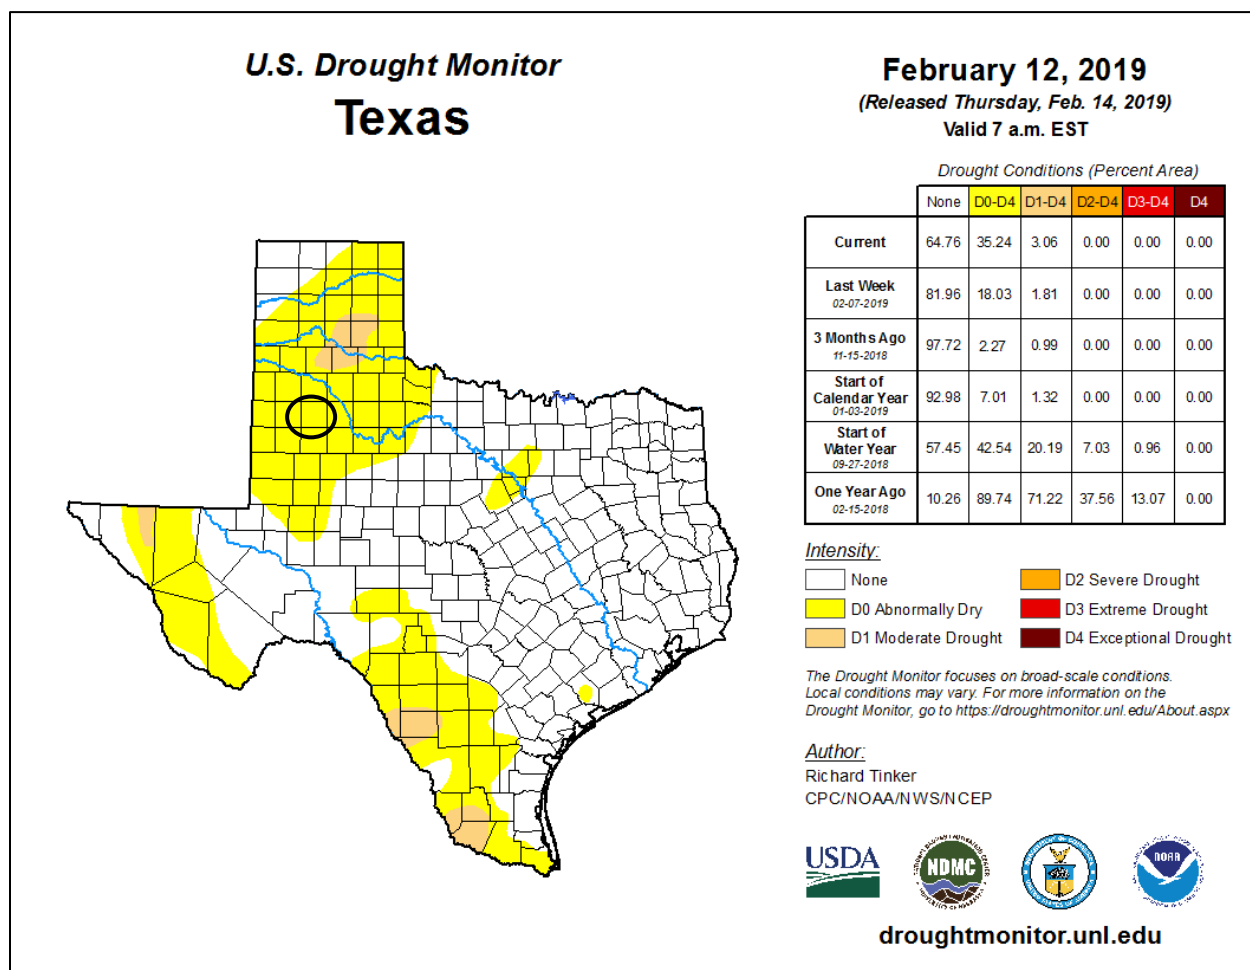 U.S. Drought Monitor
Texas
February 12, 2019
(Released Thursday, Feb. 14, 2019)
Valid 7 a.m. EST
Drought Conditions (Percent Area)
None D0-D4 D1-D4 D2-D4 D3-D4 D4
Current 64.76 35.24 3.06 0.00 0.00 0.00
Last Week
02-07-2019
81.96 18.03 1.81 0.00 0.00 0.00
3 Months Ago
11-15-2018
97.72 2.27 0.99 0.00 0.00 0.00
Start of
Calendar Year
01-03-2019
92.98 7.01 1.32 0.00 0.00 0.00
Start of
Water Year
09-27-2018
57.45 42.54 20.19 7.03 0.96 0.00
One Year Ago
02-15-2018
10.26 89.74 71.22 37.56 13.07 0.00
Intensity:
None
D0 Abnormally Dry
D1 Moderate Drought
D2 Severe Drought
D3 Extreme Drought
D4 Exceptional Drought
The Drought Monitor focuses on broad-scale conditions.
Local conditions may vary. For more information on the
Drought Monitor, go to https://droughtmonitor.unl.edu/About.aspx
Author:
Richard Tinker
CPC/NOAA/NWS/NCEP
USDA
NDMC
NOAA
droughtmonitor.unl.edu